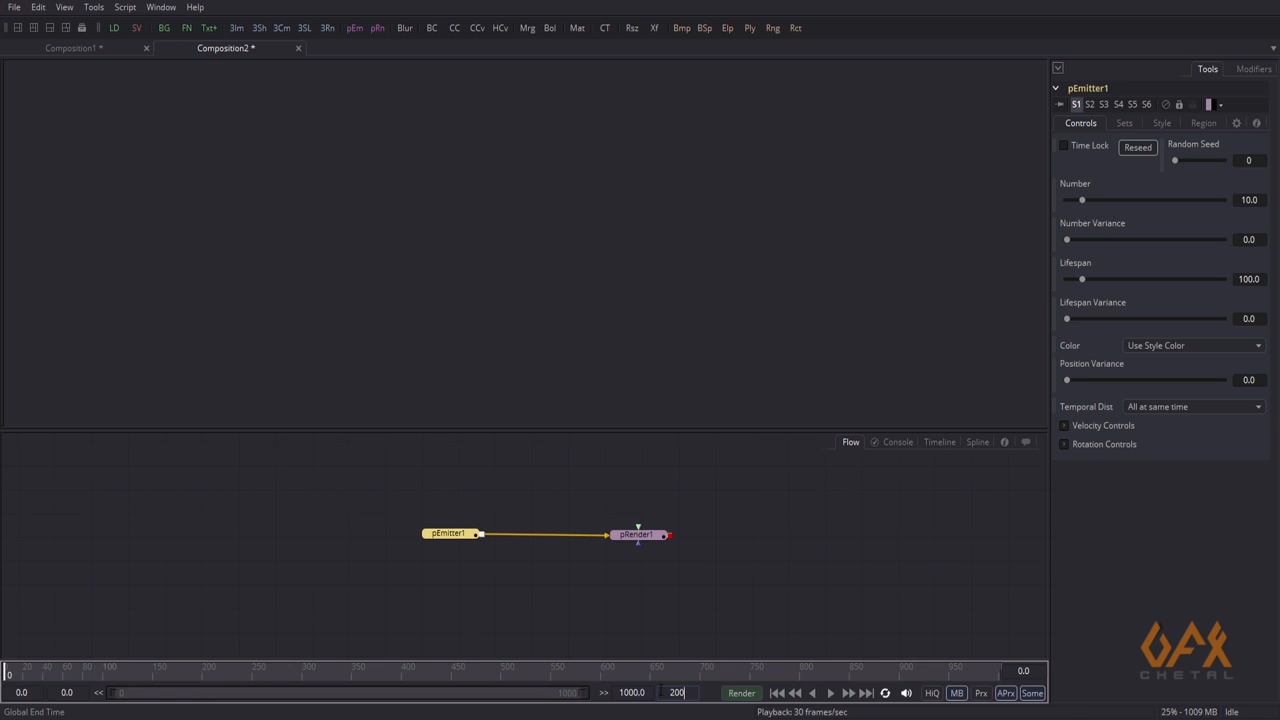 File Edit View Tools Script Window Help
LD SV BG FN Txt+ 3Im 3Sh 3Cm 3SL 3Rn pEm pRn Blur BC CC CCv HCv Mrg Bol Mat CT Rsz Xf Bmp BSp Elp Ply Rng Rct
Composition1 * Composition2 *
Tools Modifiers
pEmitter1
S1 S2 S3 S4 S5 S6
Controls Sets Style Region
Time Lock Reseed Random Seed
0
Number
10.0
Number Variance
0.0
Lifespan
100.0
Lifespan Variance
0.0
Color Use Style Color
Position Variance
0.0
Temporal Dist All at same time
Velocity Controls
Rotation Controls
Flow Console Timeline Spline
pEmitter1 pRender1
0 20 40 60 80 100 150 200 250 300 350 400 450 500 550 600 650 700 750 800 850 900 950 0.0
0.0 0.0 << 0 1000 >> 1000.0 200 Render HiQ MB Prx APrx Some
Global End Time Playback: 30 frames/sec 25% - 1009 MB Idle
GFX
CHETAL